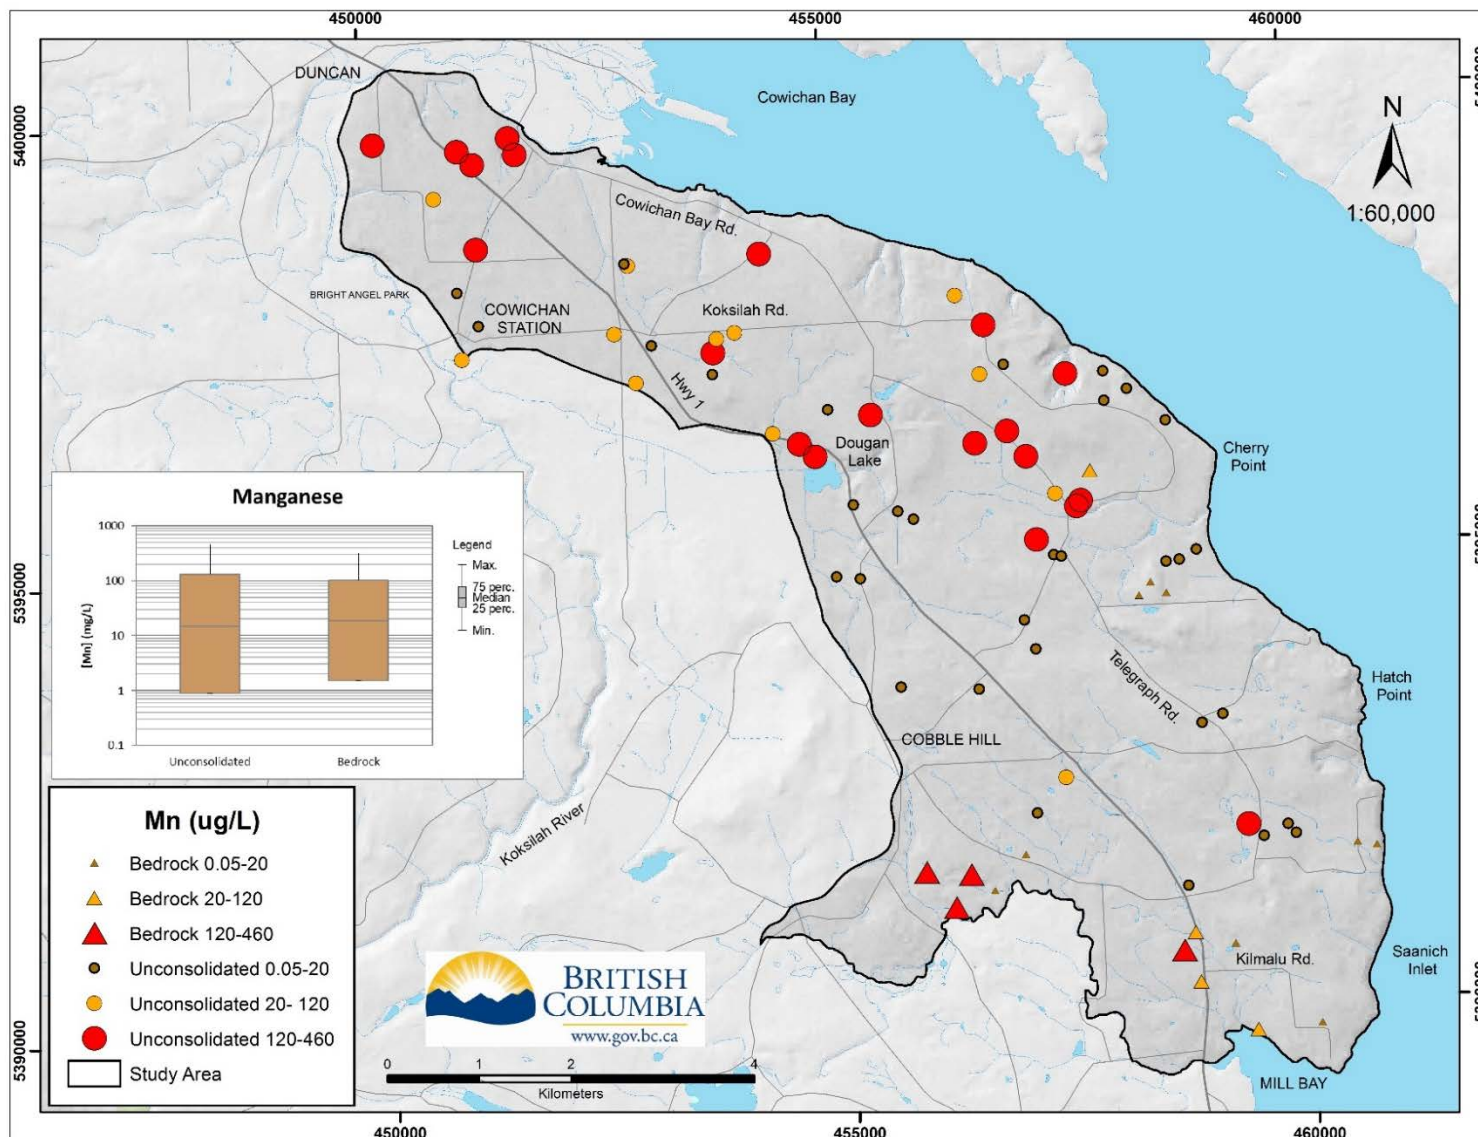 450000
455000
460000
DUNCAN
Cowichan Bay
5400000
N
1:60,000
Cowichan Bay Rd.
BRIGHT ANGEL PARK
COWICHAN
STATION
Koksilah Rd.
Hwy 1
Dougan
Lake
Cherry
Point
Manganese
1000
100
10
1
0.1
[Mn] (mg/L)
Unconsolidated
Bedrock
Legend
Max.
75 perc.
Median
25 perc.
Min.
5395000
5395000
Hatch
Point
Telegraph Rd.
COBBLE HILL
Koksilah River
Mn (ug/L)
Bedrock 0.05-20
Bedrock 20-120
Bedrock 120-460
Unconsolidated 0.05-20
Unconsolidated 20- 120
Unconsolidated 120-460
Study Area
BRITISH
COLUMBIA
www.gov.bc.ca
Kilmalu Rd.
Saanich
Inlet
5390000
0
1
2
4
Kilometers
MILL BAY
450000
455000
460000